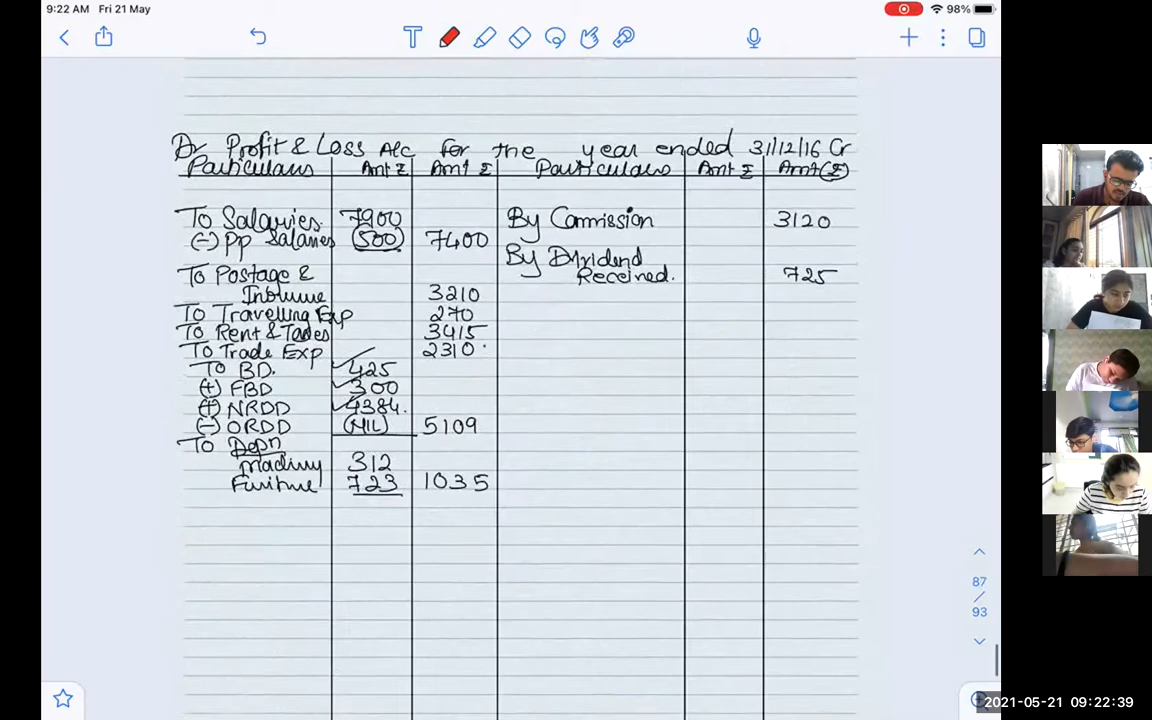 9:22 AM Fri 21 May
98%
Dr Profit & Loss A/c for the year ended 31/12/16 Cr
Particulars Amt ₹ Amt ₹ Particulars Amt ₹ Amt (₹)
To Salaries 7900 By Commission 3120
(-) PP Salaries (500) 7400
By Dividend
To Postage & Received. 725
3210
To Travelling Exp 270
To Rent & Taxes 3415
To Trade Exp 2310
To BD. 425
(+) FBD 300
(+) NRDD 4384.
(-) ORDD (NIL) 5109
To Depn
312
723 1035
87
/
93
2021-05-21 09:22:39